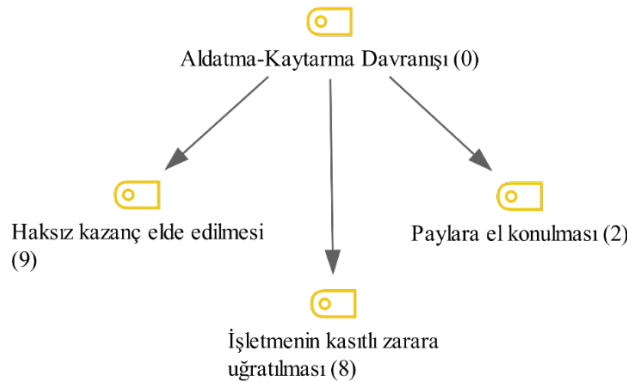 Aldatma-Kaytarma Davranışı (0)
Haksız kazanç elde edilmesi
(9)
Paylara el konulması (2)
İşletmenin kasıtlı zarara
uğratılması (8)